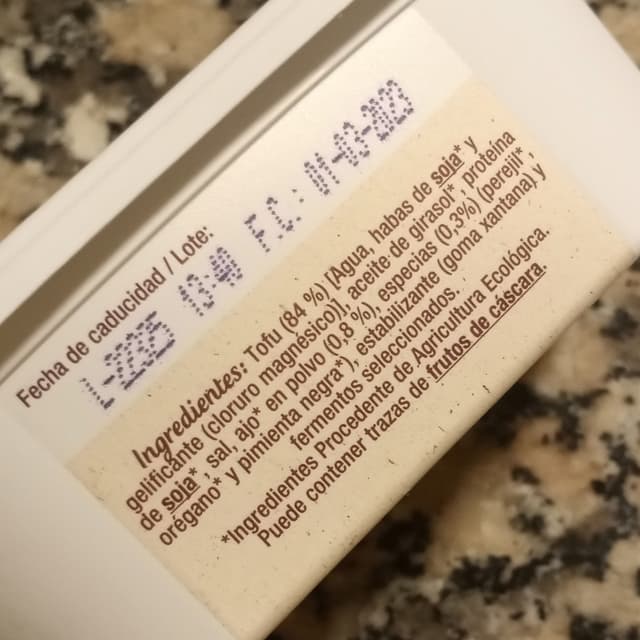 Fecha de caducidad / Lote:
L-22285 10:40 F.C.: 01-03-2023
Ingredientes: Tofu (84 %) [Agua, habas de soja* y
gelificante (cloruro magnésico)], aceite de girasol*, proteína
de soja*, sal, ajo* en polvo (0,8 %), especias (0,3%) (perejil*,
orégano* y pimienta negra*), estabilizante (goma xantana) y
fermentos seleccionados.
*Ingredientes Procedente de Agricultura Ecológica.
Puede contener trazas de frutos de cáscara.